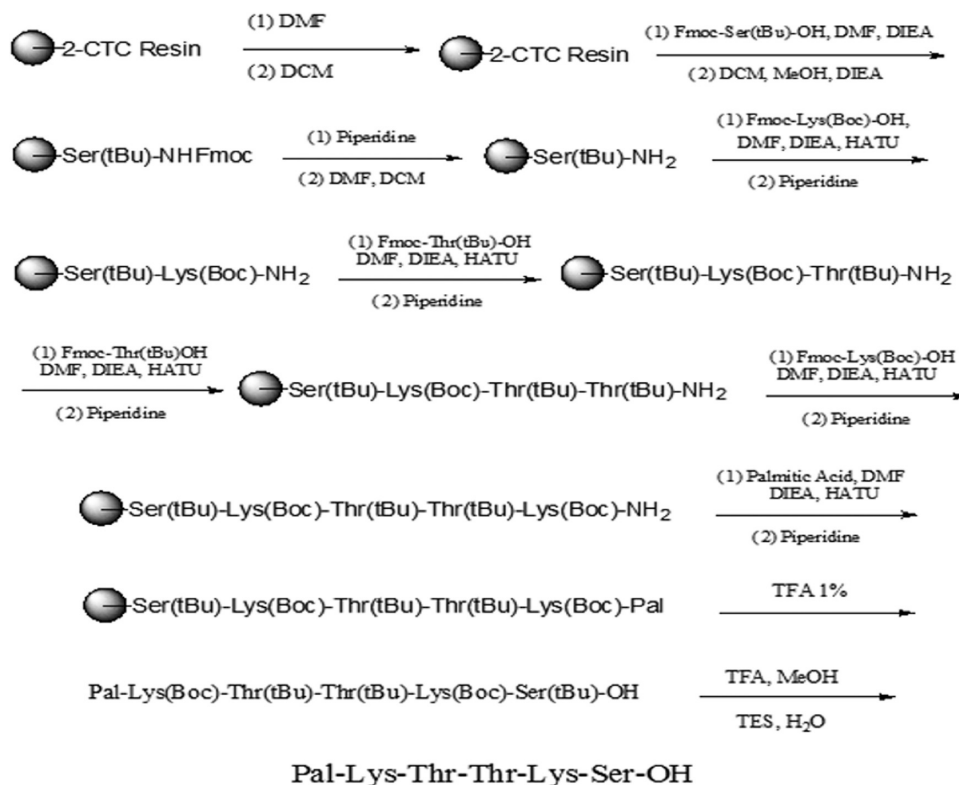 2-CTC Resin
(1) DMF
(2) DCM
2-CTC Resin
(1) Fmoc-Ser(tBu)-OH, DMF, DIEA
(2) DCM, MeOH, DIEA
Ser(tBu)-NHFmoc
(1) Piperidine
(2) DMF, DCM
Ser(tBu)-NH₂
(1) Fmoc-Lys(Boc)-OH,
DMF, DIEA, HATU
(2) Piperidine
Ser(tBu)-Lys(Boc)-NH₂
(1) Fmoc-Thr(tBu)-OH
DMF, DIEA, HATU
(2) Piperidine
Ser(tBu)-Lys(Boc)-Thr(tBu)-NH₂
(1) Fmoc-Thr(tBu)OH
DMF, DIEA, HATU
(2) Piperidine
Ser(tBu)-Lys(Boc)-Thr(tBu)-Thr(tBu)-NH₂
(1) Fmoc-Lys(Boc)-OH
DMF, DIEA, HATU
(2) Piperidine
Ser(tBu)-Lys(Boc)-Thr(tBu)-Thr(tBu)-Lys(Boc)-NH₂
(1) Palmitic Acid, DMF
DIEA, HATU
(2) Piperidine
Ser(tBu)-Lys(Boc)-Thr(tBu)-Thr(tBu)-Lys(Boc)-Pal
TFA 1%
Pal-Lys(Boc)-Thr(tBu)-Thr(tBu)-Lys(Boc)-Ser(tBu)-OH
TFA, MeOH
TES, H₂O
Pal-Lys-Thr-Thr-Lys-Ser-OH